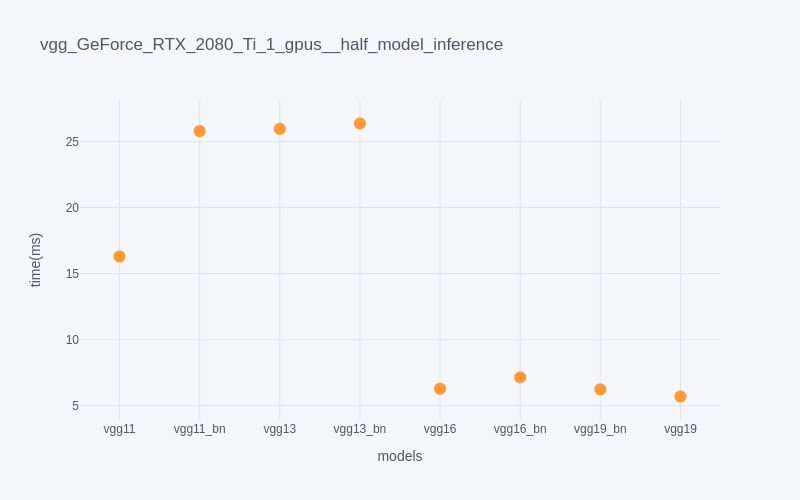 vgg_GeForce_RTX_2080_Ti_1_gpus__half_model_inference
time(ms)
25
20
15
10
5
vgg11 vgg11_bn vgg13 vgg13_bn vgg16 vgg16_bn vgg19_bn vgg19
models